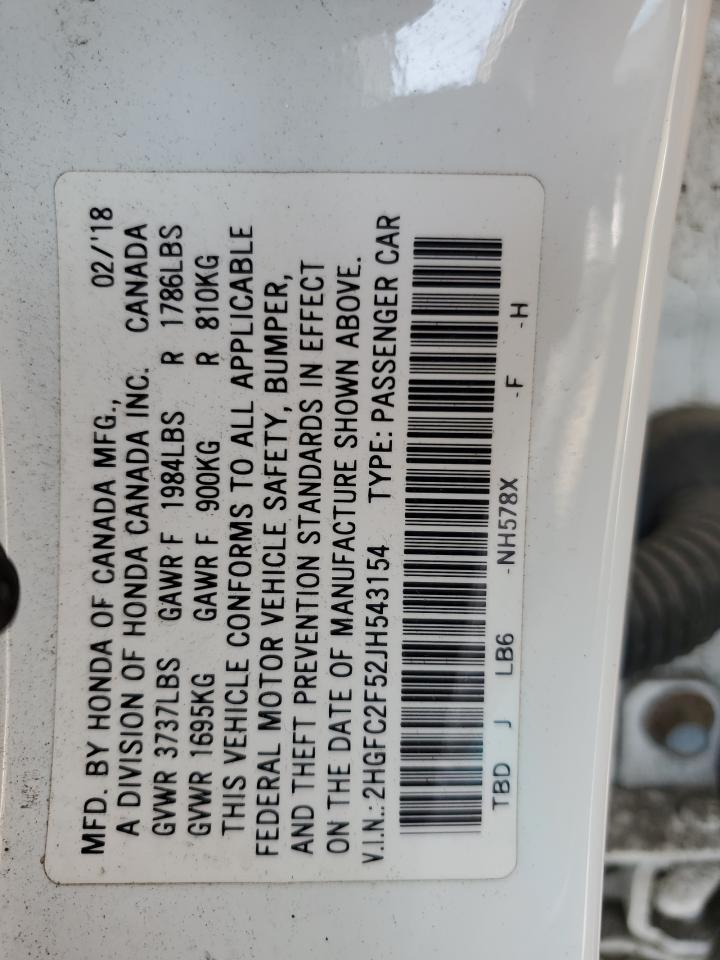 MFD. BY HONDA OF CANADA MFG., 02/'18
A DIVISION OF HONDA CANADA INC. CANADA
GVWR 3737LBS GAWR F 1984LBS R 1786LBS
GVWR 1695KG GAWR F 900KG R 810KG
THIS VEHICLE CONFORMS TO ALL APPLICABLE
FEDERAL MOTOR VEHICLE SAFETY, BUMPER,
AND THEFT PREVENTION STANDARDS IN EFFECT
ON THE DATE OF MANUFACTURE SHOWN ABOVE.
V.I.N.: 2HGFC2F52JH543154 TYPE: PASSENGER CAR
TBD J LB6 -NH578X -F -H